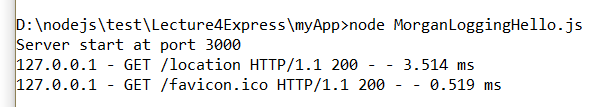 D:\nodejs\test\Lecture4Express\myApp>node MorganLoggingHello.js
Server start at port 3000
127.0.0.1 - GET /location HTTP/1.1 200 - - 3.514 ms
127.0.0.1 - GET /favicon.ico HTTP/1.1 200 - - 0.519 ms